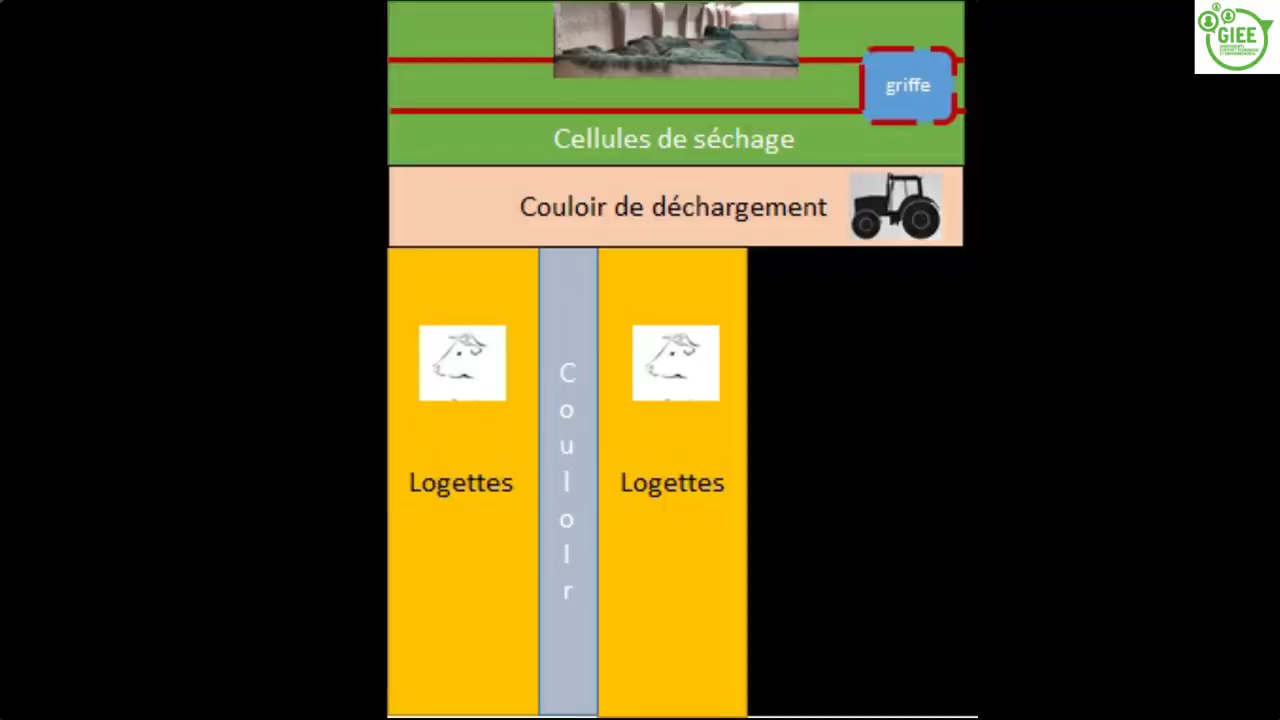 GIEE
griffe
Cellules de séchage
Couloir de déchargement
C
o
u
l
o
l
r
Logettes
Logettes